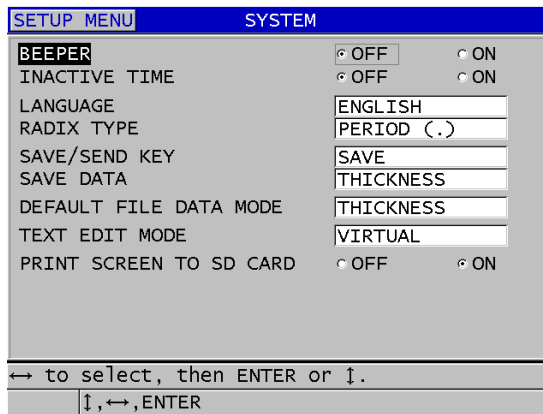 SETUP MENU SYSTEM
BEEPER OFF ON
INACTIVE TIME OFF ON
LANGUAGE ENGLISH
RADIX TYPE PERIOD (.)
SAVE/SEND KEY SAVE
SAVE DATA THICKNESS
DEFAULT FILE DATA MODE THICKNESS
TEXT EDIT MODE VIRTUAL
PRINT SCREEN TO SD CARD OFF ON
↔ to select, then ENTER or ↕.
↕,↔,ENTER